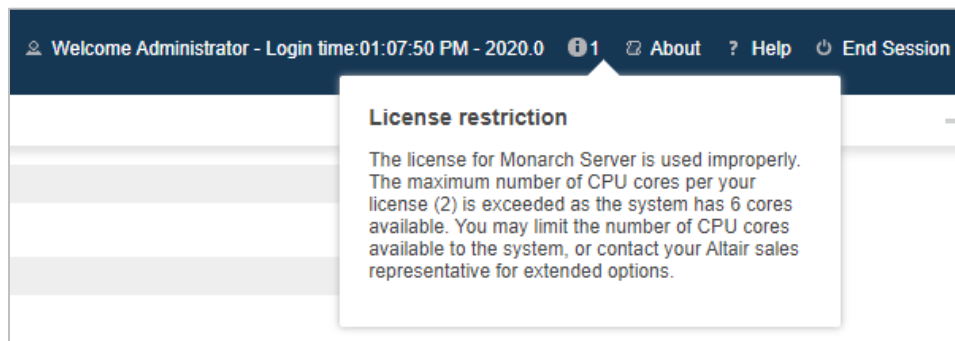 Welcome Administrator - Login time:01:07:50 PM - 2020.0 1 About ? Help End Session
License restriction
The license for Monarch Server is used improperly.
The maximum number of CPU cores per your
license (2) is exceeded as the system has 6 cores
available. You may limit the number of CPU cores
available to the system, or contact your Altair sales
representative for extended options.